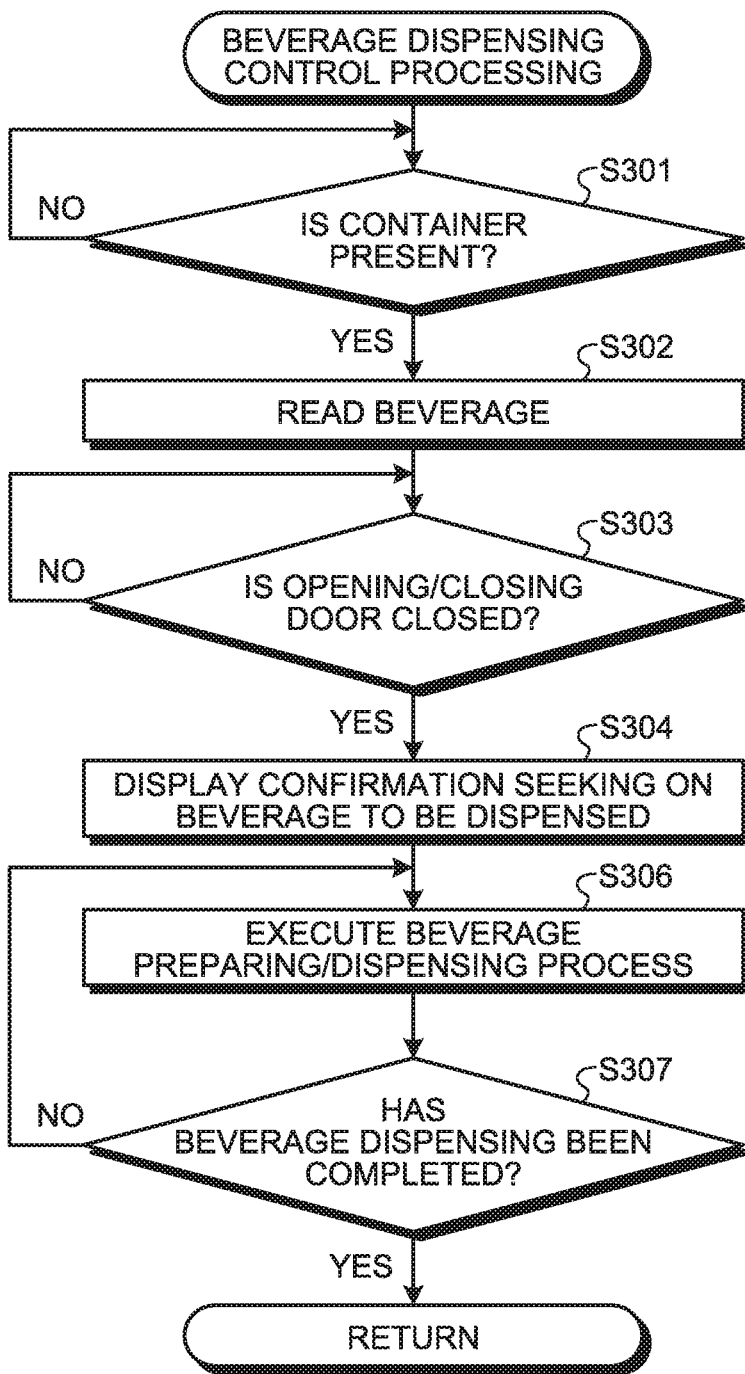 BEVERAGE DISPENSING
CONTROL PROCESSING
S301
NO
IS CONTAINER
PRESENT?
YES
S302
READ BEVERAGE
S303
NO
IS OPENING/CLOSING
DOOR CLOSED?
YES
S304
DISPLAY CONFIRMATION SEEKING ON
BEVERAGE TO BE DISPENSED
S306
EXECUTE BEVERAGE
PREPARING/DISPENSING PROCESS
S307
NO
HAS
BEVERAGE DISPENSING BEEN
COMPLETED?
YES
RETURN